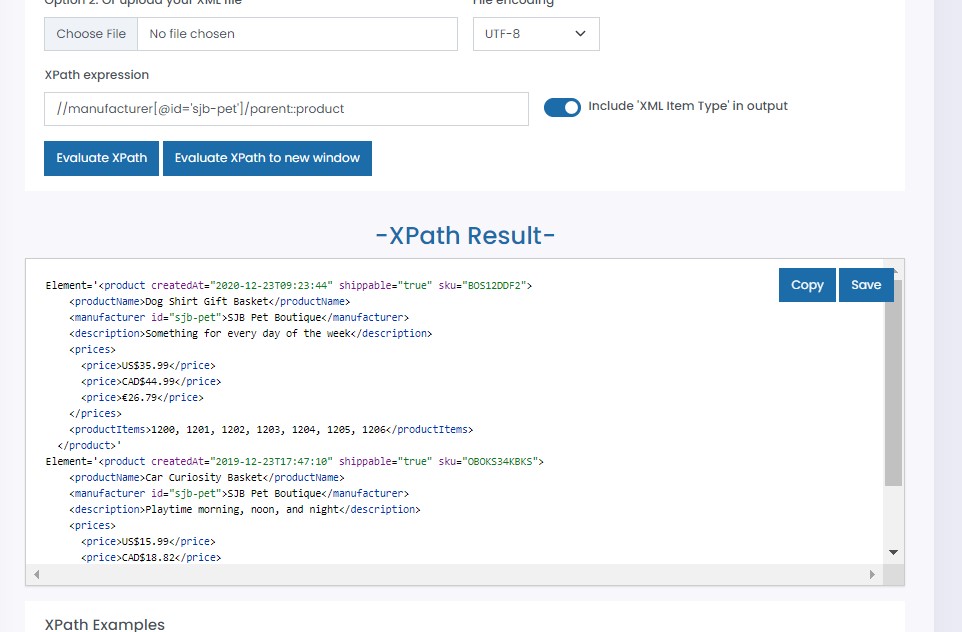 Option 2: Or upload your XML file
File encoding
Choose File No file chosen
UTF-8
XPath expression
//manufacturer[@id='sjb-pet']/parent::product
Include 'XML Item Type' in output
Evaluate XPath
Evaluate XPath to new window
-XPath Result-
Copy
Save
Element='<product createdAt="2020-12-23T09:23:44" shippable="true" sku="BOS12DDF2">
<productName>Dog Shirt Gift Basket</productName>
<manufacturer id="sjb-pet">SJB Pet Boutique</manufacturer>
<description>Something for every day of the week</description>
<prices>
<price>US$35.99</price>
<price>CAD$44.99</price>
<price>€26.79</price>
</prices>
<productItems>1200, 1201, 1202, 1203, 1204, 1205, 1206</productItems>
</product>'
Element='<product createdAt="2019-12-23T17:47:10" shippable="true" sku="OBOKS34KBKS">
<productName>Car Curiosity Basket</productName>
<manufacturer id="sjb-pet">SJB Pet Boutique</manufacturer>
<description>Playtime morning, noon, and night</description>
<prices>
<price>US$15.99</price>
<price>CAD$18.82</price>
XPath Examples